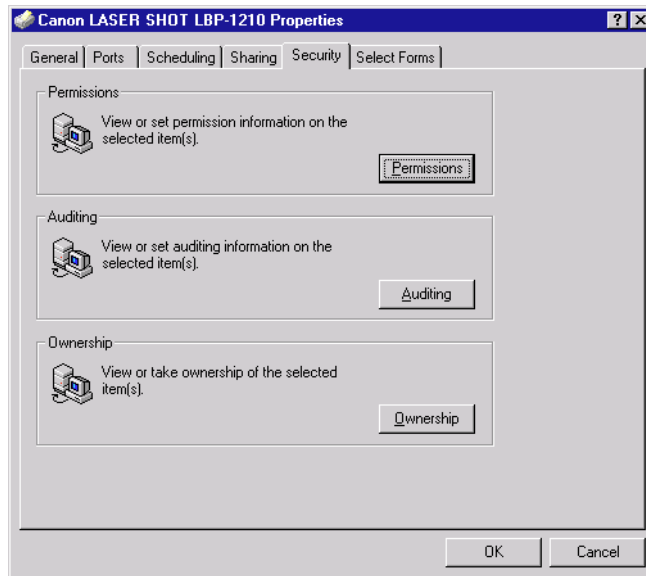 Canon LASER SHOT LBP-1210 Properties
General Ports Scheduling Sharing Security Select Forms
Permissions
View or set permission information on the
selected item(s).
Permissions
Auditing
View or set auditing information on the
selected item(s).
Auditing
Ownership
View or take ownership of the selected
item(s).
Ownership
OK Cancel